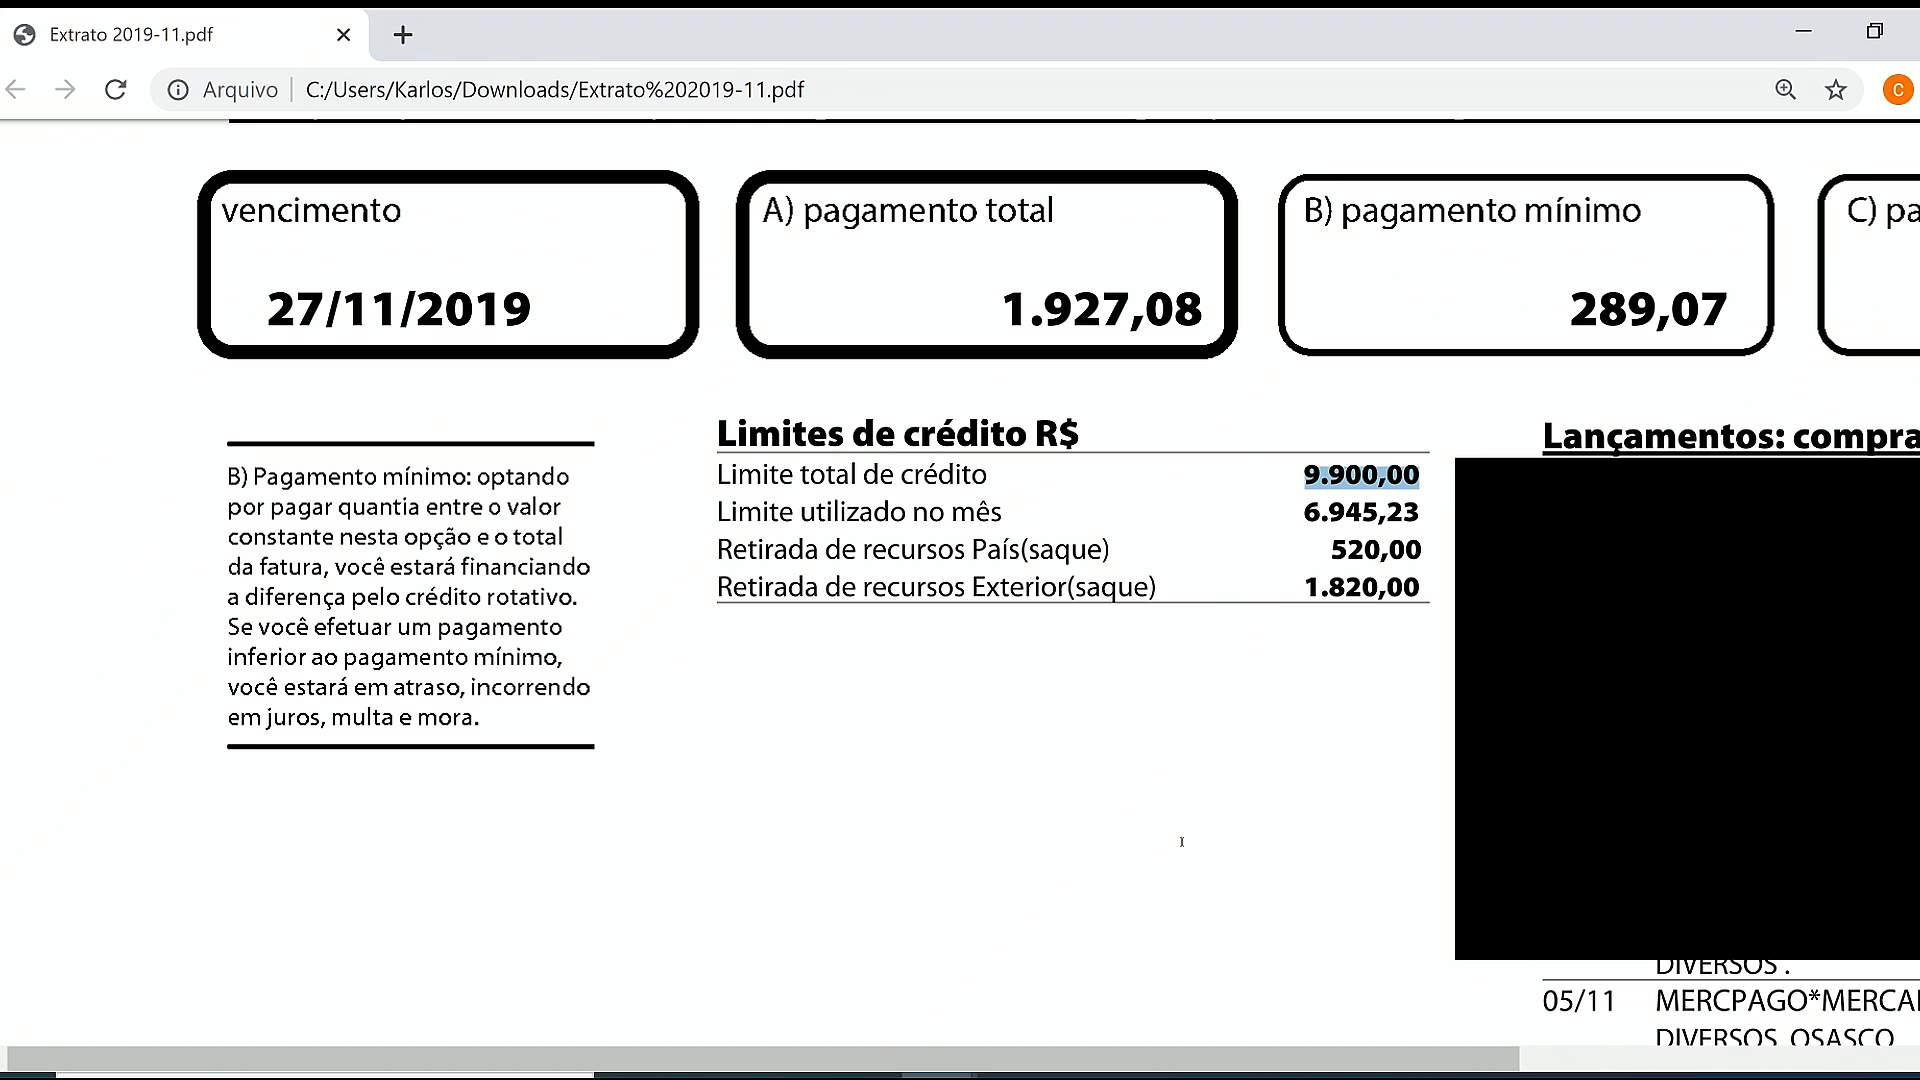 Extrato 2019-11.pdf
Arquivo
C:/Users/Karlos/Downloads/Extrato%202019-11.pdf
C
vencimento
27/11/2019
A) pagamento total
1.927,08
B) pagamento mínimo
289,07
C) pa
B) Pagamento mínimo: optando
por pagar quantia entre o valor
constante nesta opção e o total
da fatura, você estará financiando
a diferença pelo crédito rotativo.
Se você efetuar um pagamento
inferior ao pagamento mínimo,
você estará em atraso, incorrendo
em juros, multa e mora.
Limites de crédito R$
Limite total de crédito 9.900,00
Limite utilizado no mês 6.945,23
Retirada de recursos País(saque) 520,00
Retirada de recursos Exterior(saque) 1.820,00
Lançamentos: compra
DIVERSOS .
05/11 MERCPAGO*MERCA
DIVERSOS OSASCO